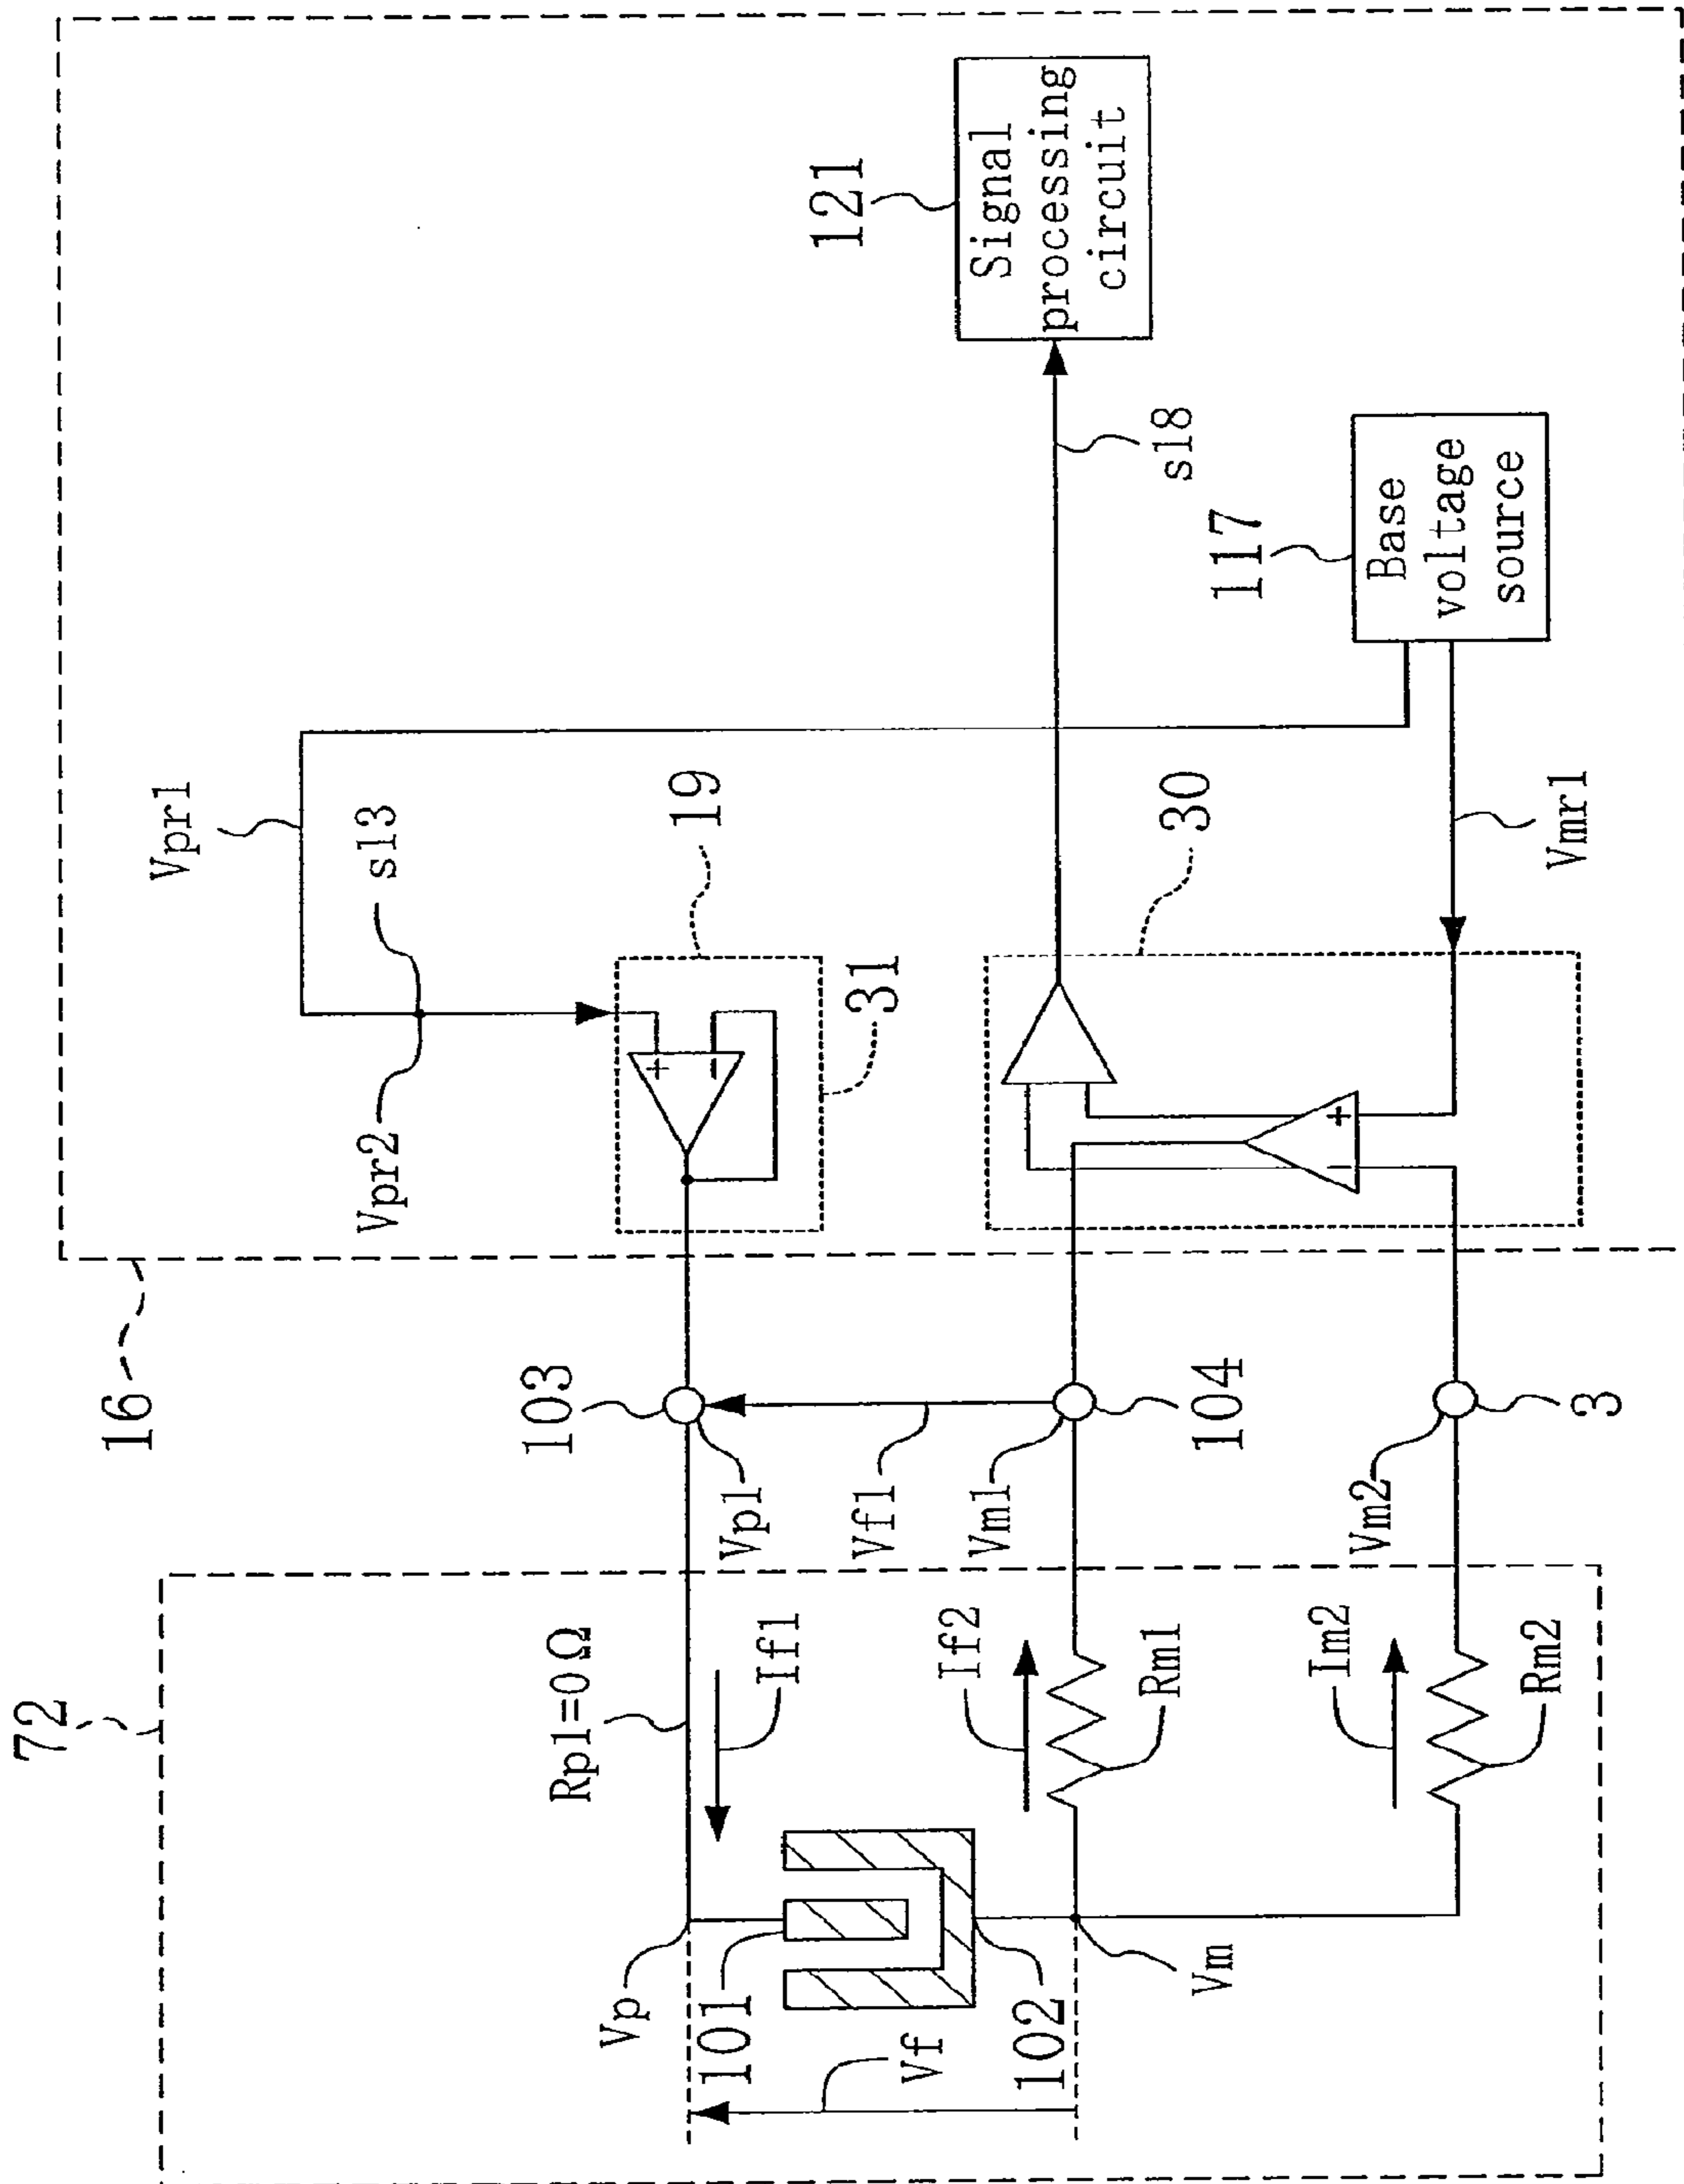 72
16
Vpr1
Vpr2
s13
Rp1=0Ω
103
Vp
19
101
Vp1
If1
121
31
Vf
Vf1
If2
Signal
processing
circuit
102
Vm1
Rm1
s18
30
Vm
104
117
Im2
Vm2
Base
voltage
source
Rm2
3
Vmr1
+
−
+
−